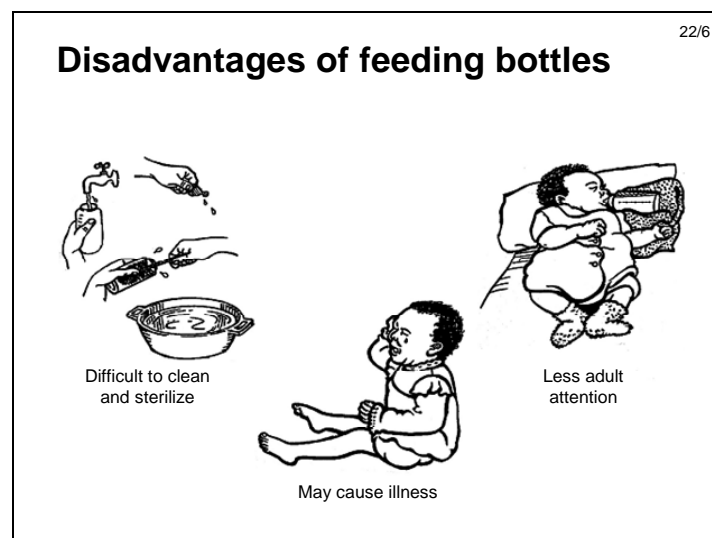 22/6
Disadvantages of feeding bottles
Difficult to clean
and sterilize
Less adult
attention
May cause illness